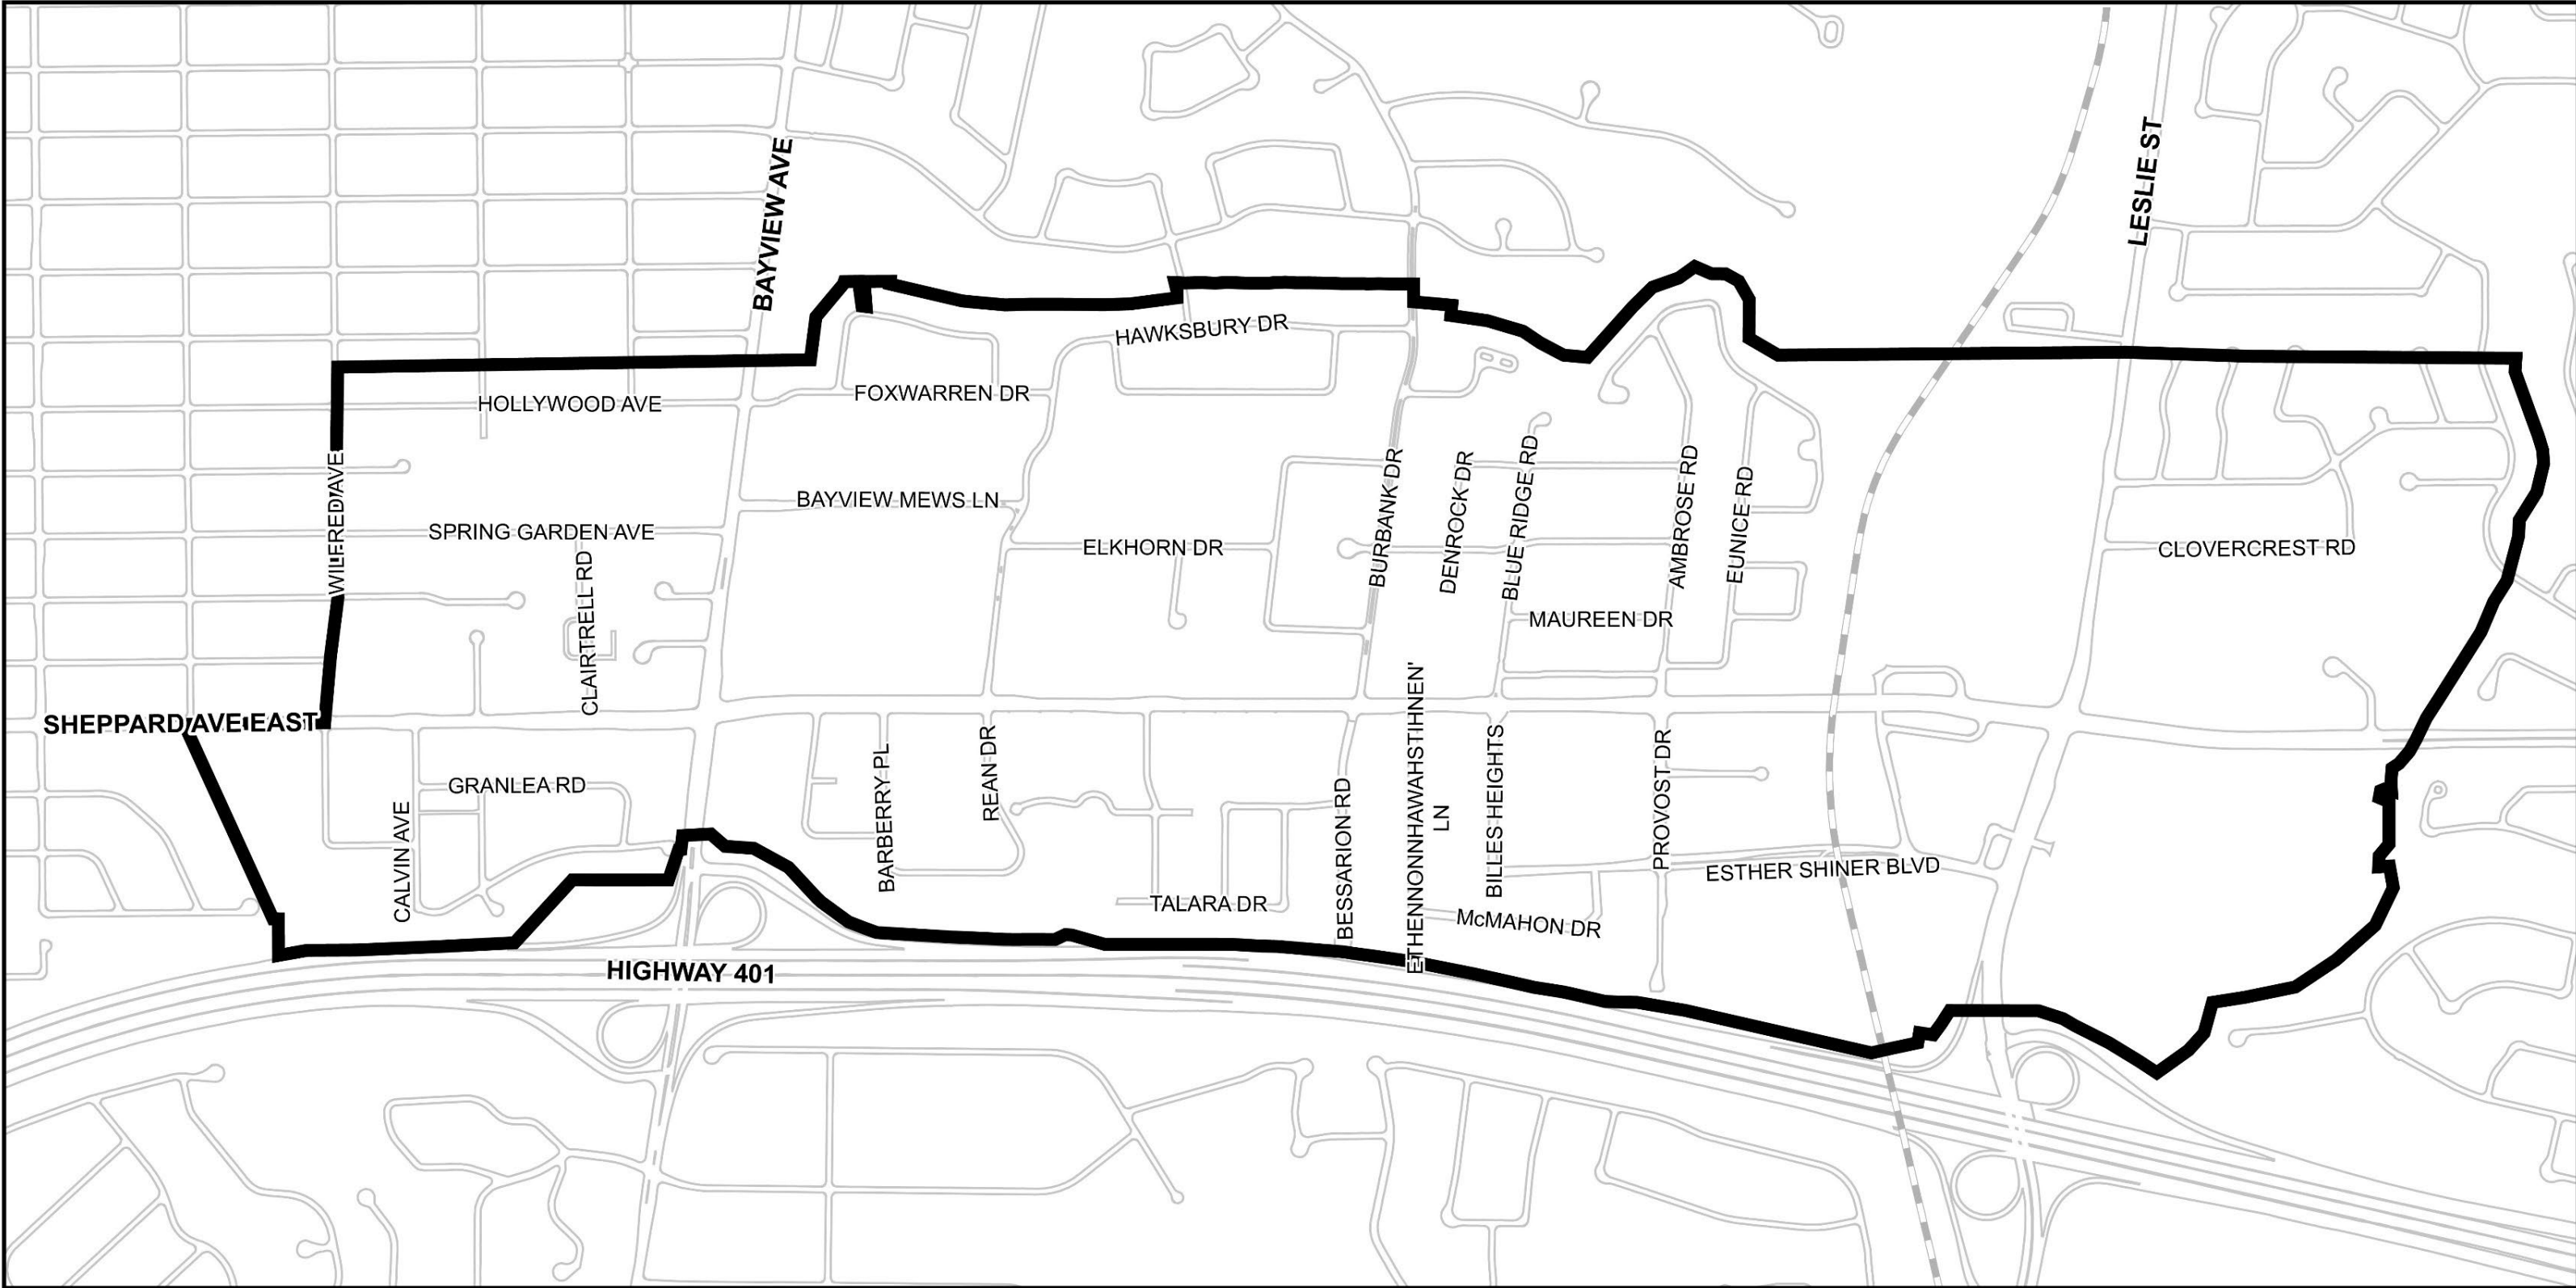 BAYVIEW AVE
LESLIE ST
HAWKSBURY DR
FOXWARREN DR
HOLLYWOOD AVE
WILFRED AVE
BAYVIEW MEWS LN
SPRING GARDEN AVE
ELKHORN DR
BURBANK DR
DENROCK DR
BLUE RIDGE RD
AMBROSE RD
EUNICE RD
CLOVERCREST RD
CLAIRTRELL RD
MAUREEN DR
SHEPPARD AVE EAST
GRANLEA RD
CALVIN AVE
BARBERRY PL
REAN DR
BESSARION RD
ETHENNONNHAWAHSTIHNEN'
LN
BILLES HEIGHTS
PROVOST DR
ESTHER SHINER BLVD
TALARA DR
McMAHON DR
HIGHWAY 401